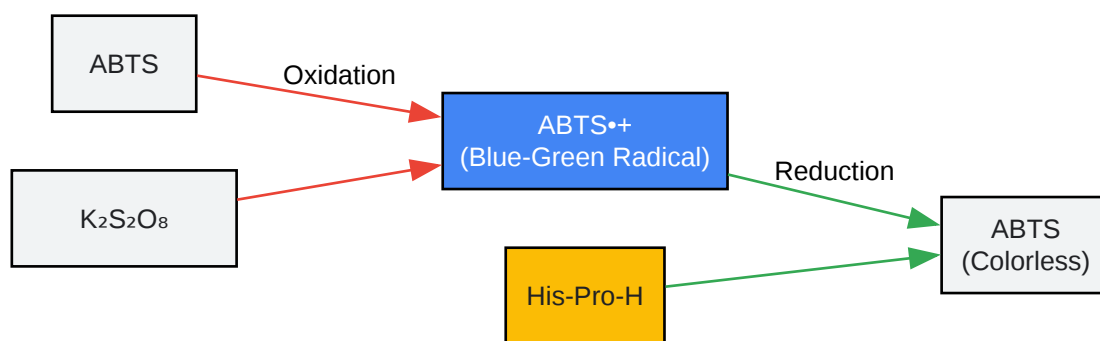 ABTS
Oxidation
K₂S₂O₈
ABTS•+
(Blue-Green Radical)
Reduction
His-Pro-H
ABTS
(Colorless)